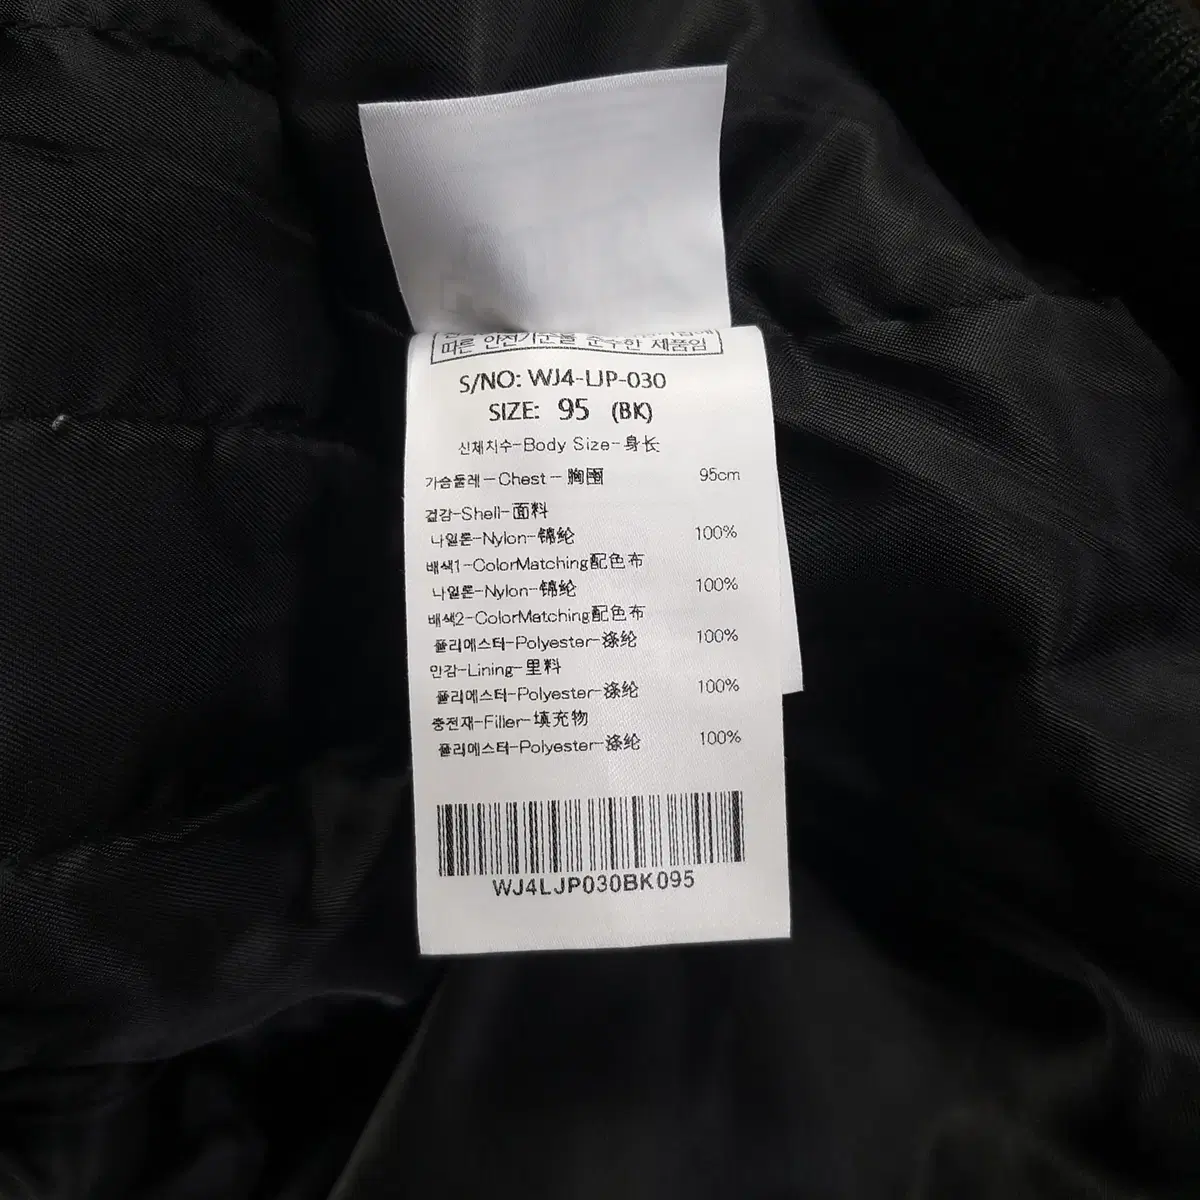 따른 안전기준을 준수한 제품임
S/NO: WJ4-LJP-030
SIZE: 95 (BK)
신체치수-Body Size-身长
가슴둘레-Chest-胸围 95cm
겉감-Shell-面料
나일론-Nylon-锦纶 100%
배색1-ColorMatching配色布
나일론-Nylon-锦纶 100%
배색2-ColorMatching配色布
폴리에스터-Polyester-涤纶 100%
안감-Lining-里料
폴리에스터-Polyester-涤纶 100%
충전재-Filler-填充物
폴리에스터-Polyester-涤纶 100%
WJ4LJP030BK095